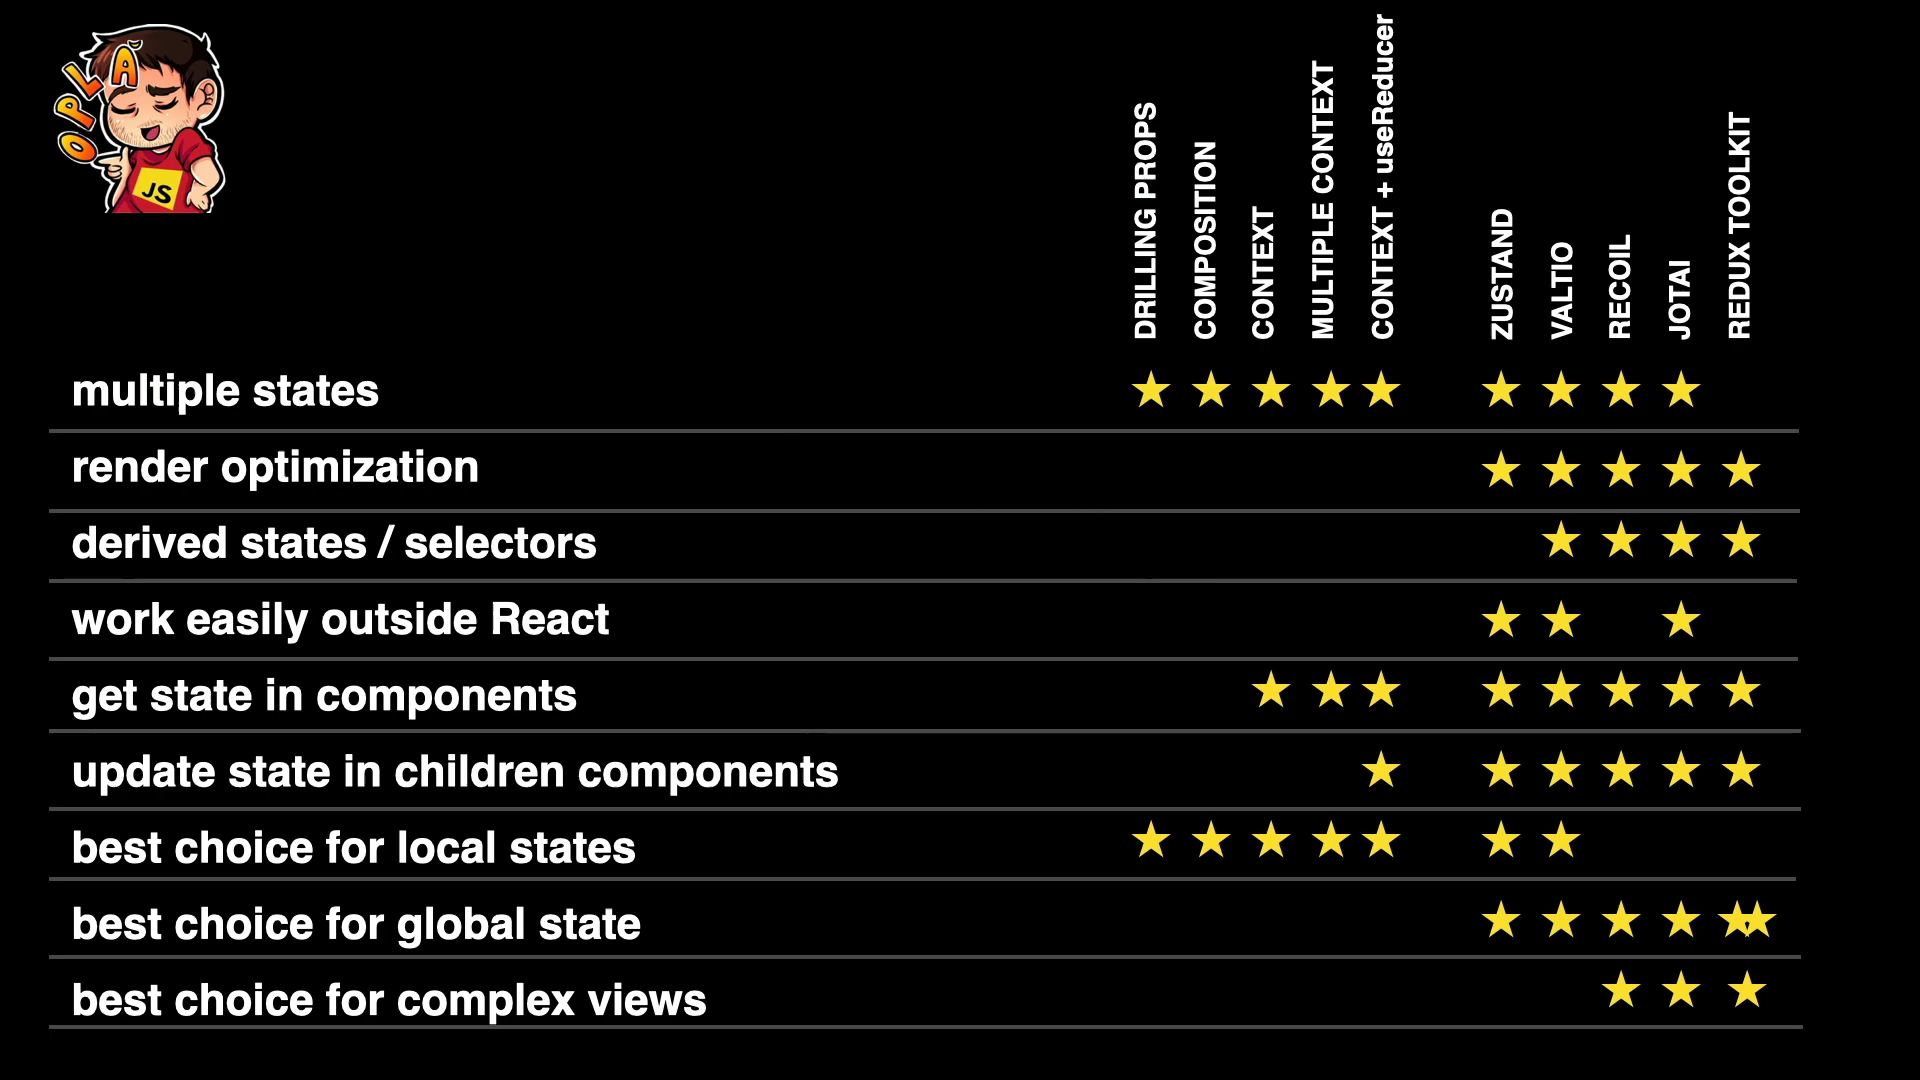 OPLÀ
JS
DRILLING PROPS
COMPOSITION
CONTEXT
MULTIPLE CONTEXT
CONTEXT + useReducer
ZUSTAND
VALTIO
RECOIL
JOTAI
REDUX TOOLKIT
multiple states
render optimization
derived states / selectors
work easily outside React
get state in components
update state in children components
best choice for local states
best choice for global state
best choice for complex views